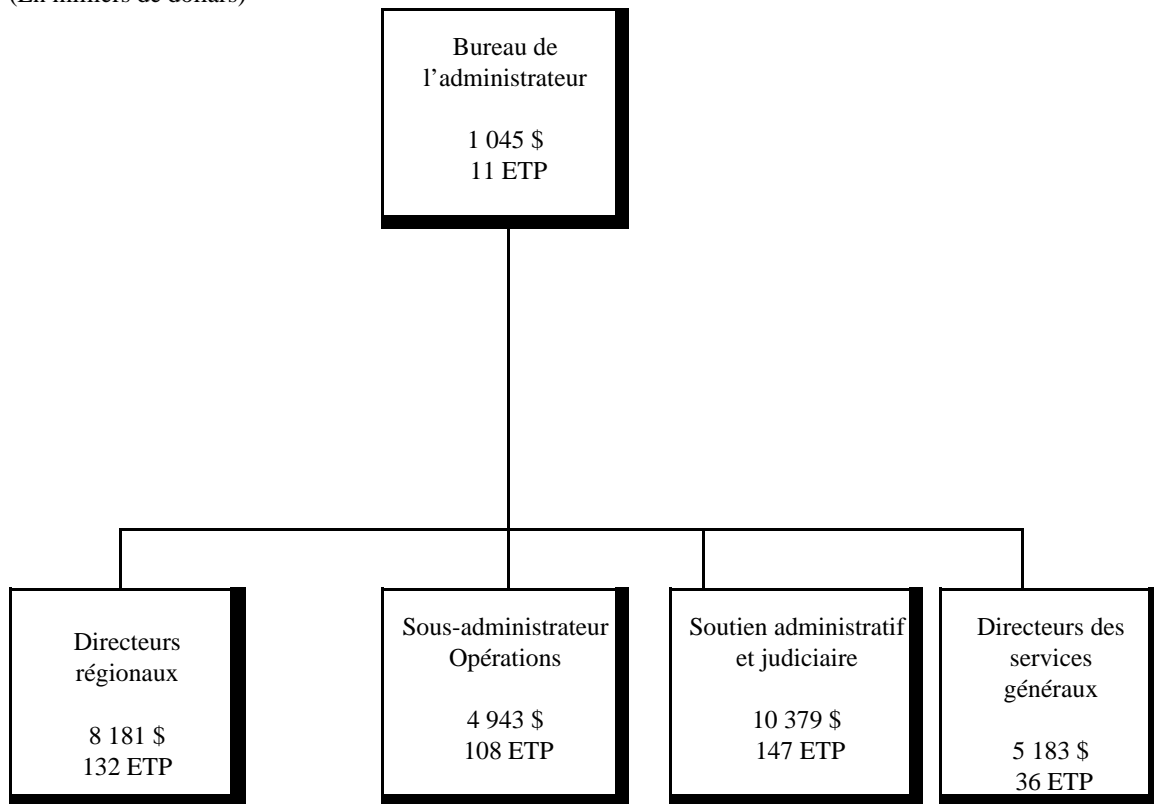 (En milliers de dollars)
Bureau de
l’administrateur
1 045 $
11 ETP
Directeurs
régionaux
8 181 $
132 ETP
Sous-administrateur
Opérations
4 943 $
108 ETP
Soutien administratif
et judiciaire
10 379 $
147 ETP
Directeurs des
services
généraux
5 183 $
36 ETP